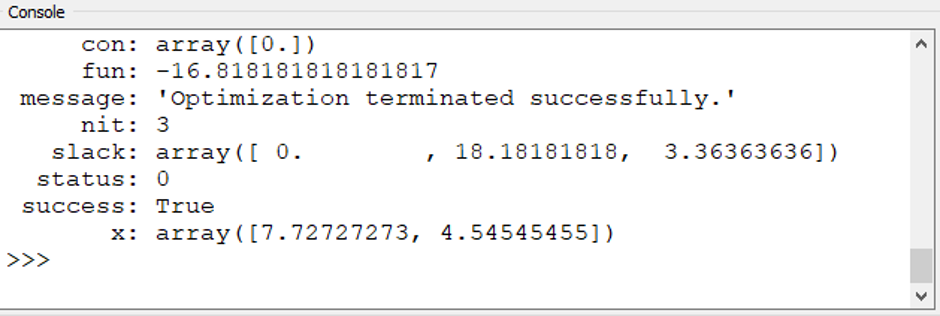 Console
con: array([0.])
fun: -16.818181818181817
message: 'Optimization terminated successfully.'
nit: 3
slack: array([ 0.        , 18.18181818,  3.36363636])
status: 0
success: True
x: array([7.72727273, 4.54545455])
>>>